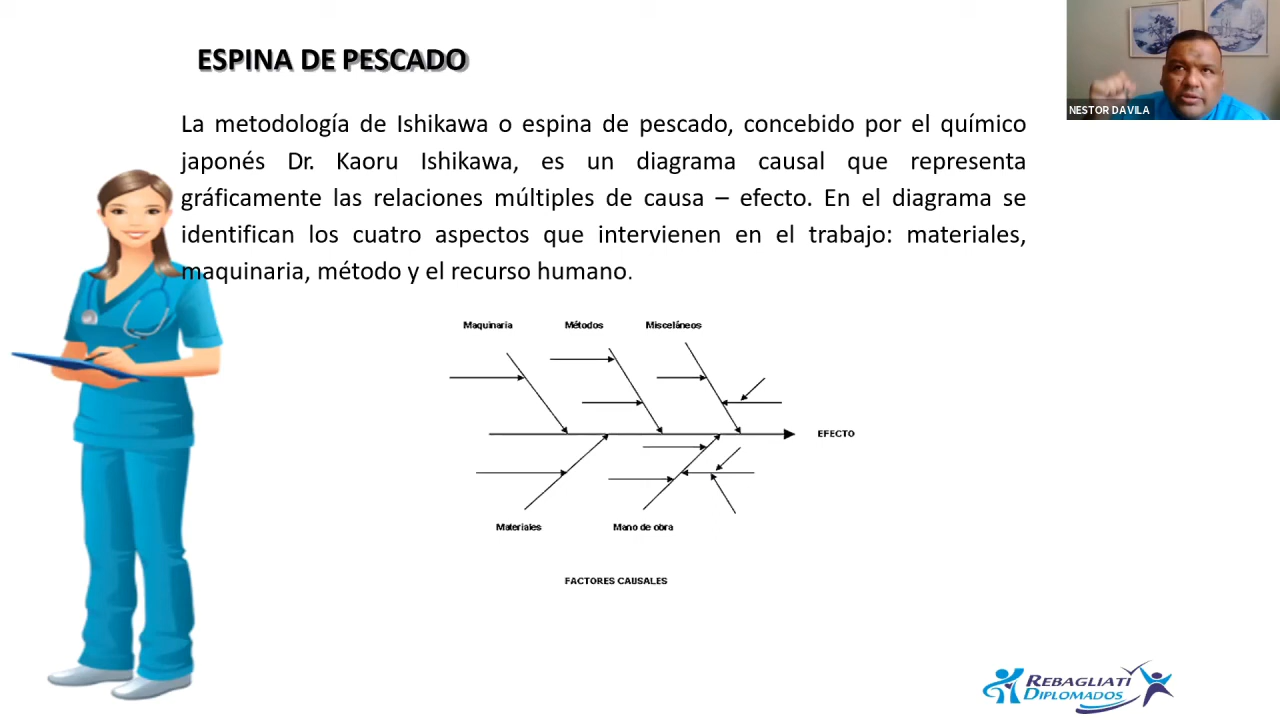 ESPINA DE PESCADO
NESTOR DAVILA
La metodología de Ishikawa o espina de pescado, concebido por el químico
japonés Dr. Kaoru Ishikawa, es un diagrama causal que representa
gráficamente las relaciones múltiples de causa – efecto. En el diagrama se
identifican los cuatro aspectos que intervienen en el trabajo: materiales,
maquinaria, método y el recurso humano.
Maquinaria Métodos Misceláneos
EFECTO
Materiales Mano de obra
FACTORES CAUSALES
REBAGLIATI
DIPLOMADOS